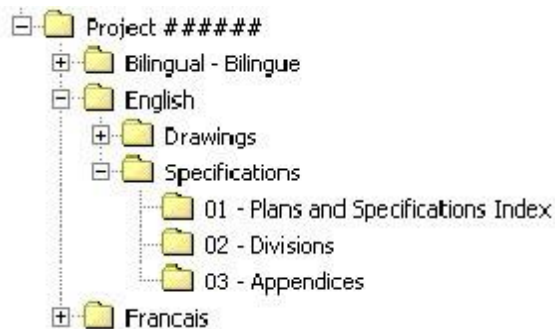 Project ######
Bilingual - Bilingue
English
Drawings
Specifications
01 - Plans and Specifications Index
02 - Divisions
03 - Appendices
Francais